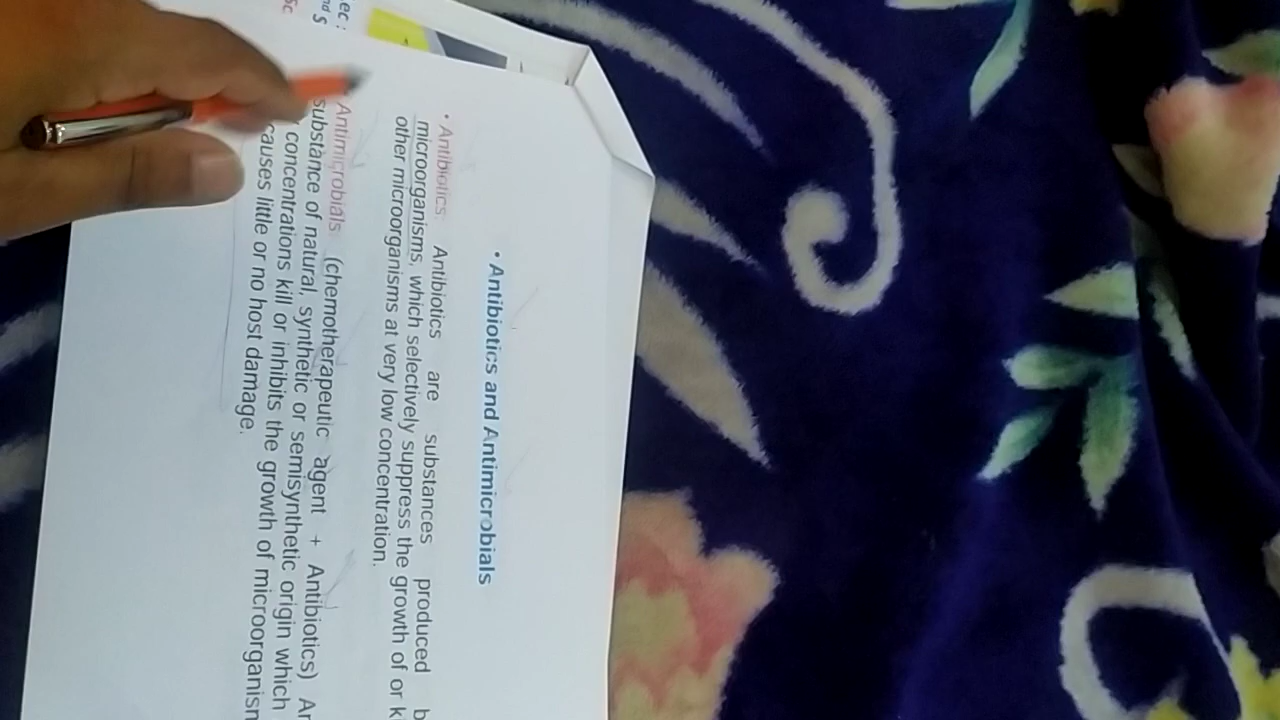 • Antibiotics and Antimicrobials
• Antibiotics: Antibiotics are substances produced
microorganisms, which selectively suppress the growth of or
other microorganisms at very low concentration.
Antimicrobials: (chemotherapeutic agent + Antibiotics)
substance of natural, synthetic or semisynthetic origin which
concentrations kill or inhibits the growth of
causes little or no host damage.